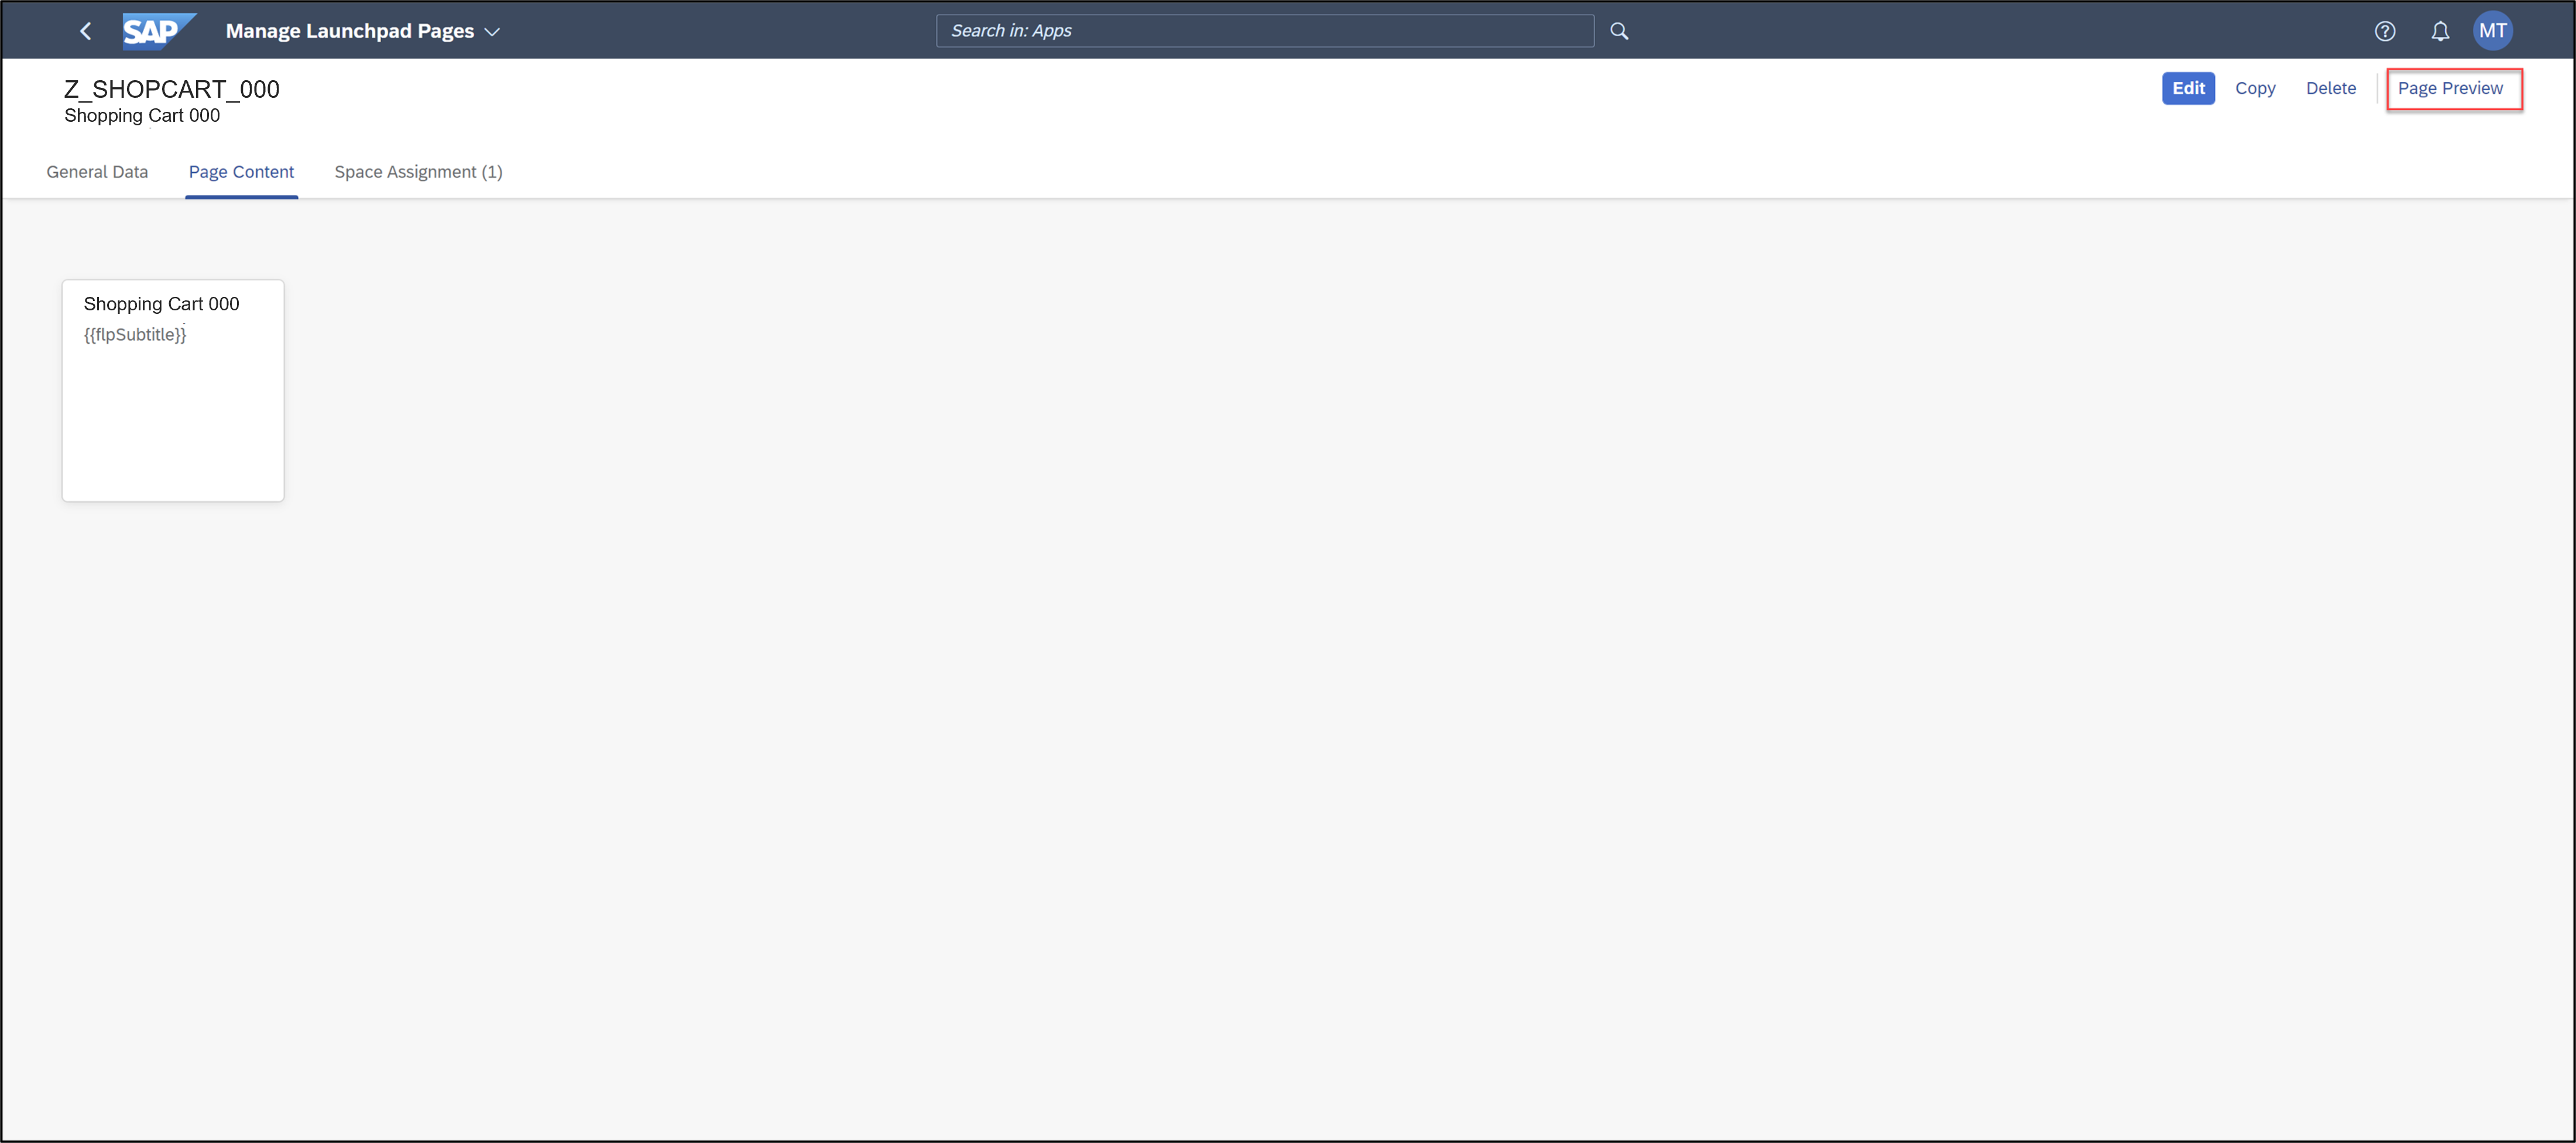 SAP Manage Launchpad Pages Search in: Apps MT
Z_SHOPCART_000
Shopping Cart 000
Edit Copy Delete Page Preview
General Data Page Content Space Assignment (1)
Shopping Cart 000
{{flpSubtitle}}